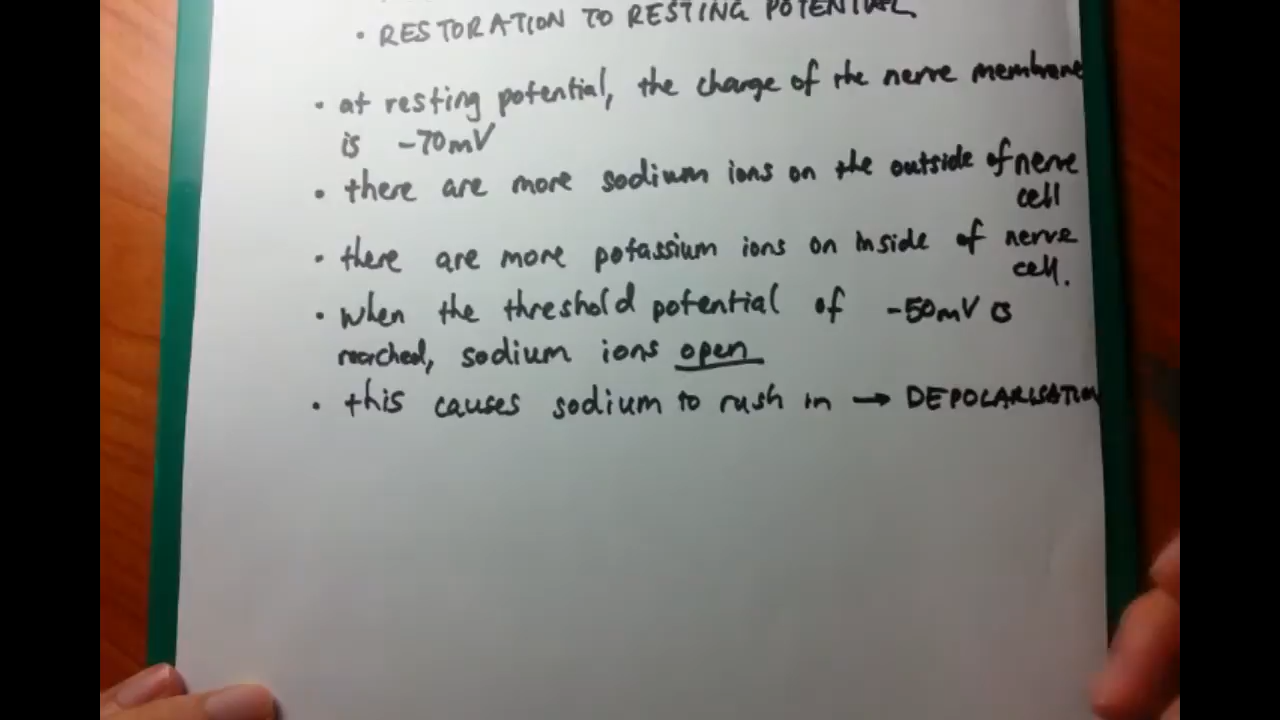 • RESTORATION TO RESTING POTENTIAL
• at resting potential, the charge of the nerve membrane
is -70mV
• there are more sodium ions on the outside of nerve
cell
• there are more potassium ions on inside of nerve
cell.
• when the threshold potential of -50mV is
reached, sodium ions open
• this causes sodium to rush in → DEPOLARISATION